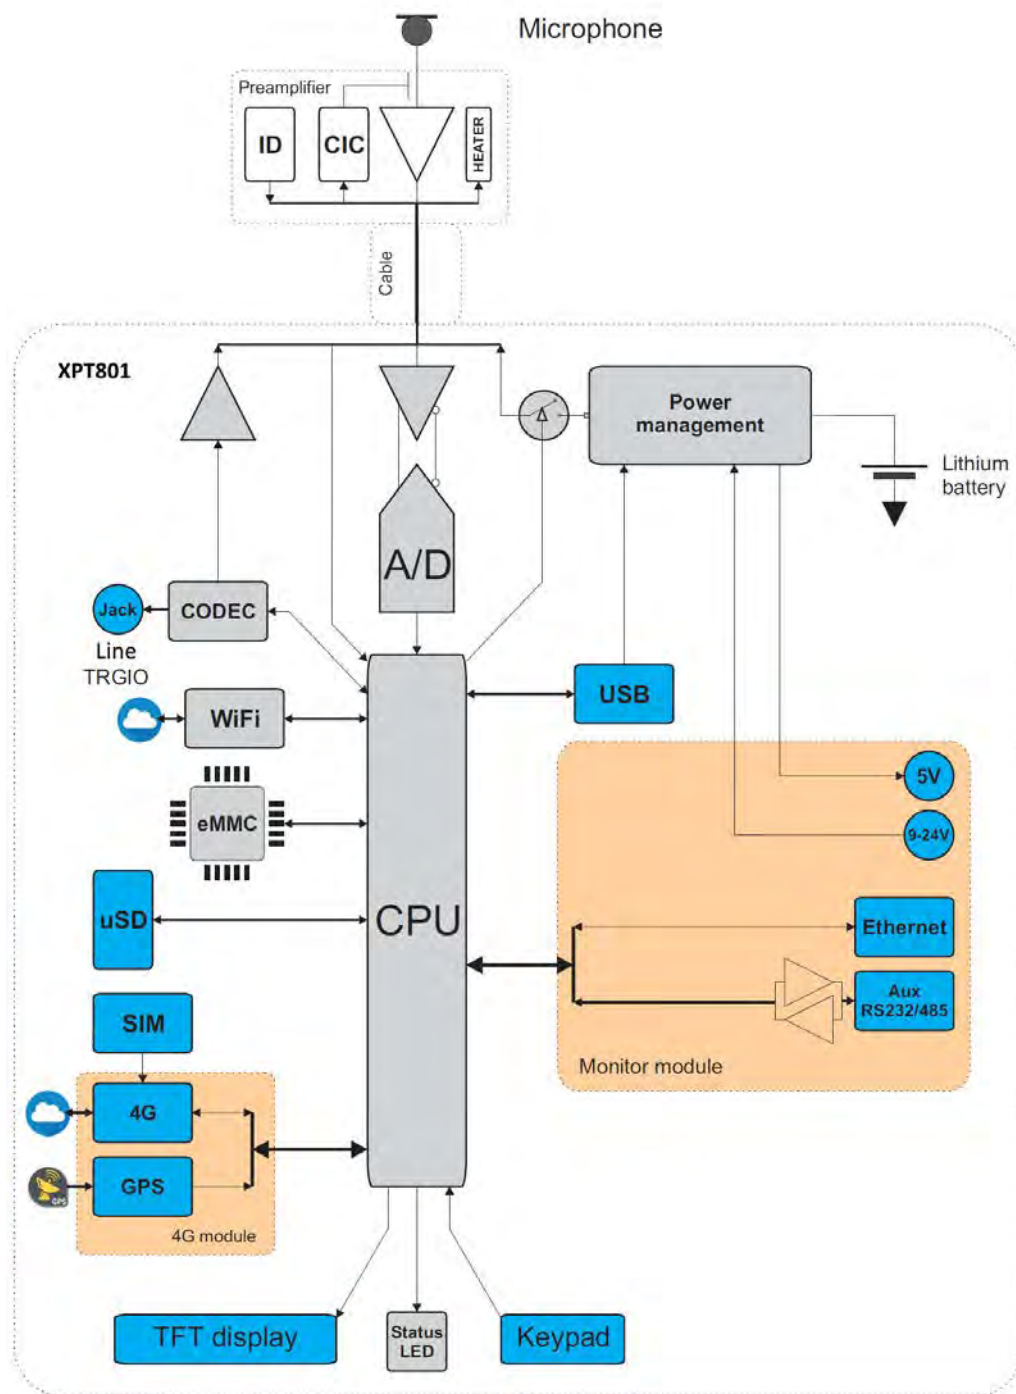 Microphone
Preamplifier
ID
CIC
HEATER
Cable
XPT801
Power
management
Lithium
battery
A/D
Jack
CODEC
Line
TRGIO
USB
WiFi
5V
eMMC
9-24V
uSD
CPU
Ethernet
Aux
RS232/485
SIM
Monitor module
4G
GPS
GPS
4G module
TFT display
Status
LED
Keypad